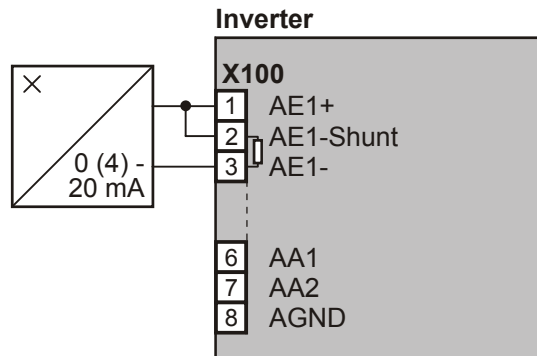 Inverter
X100
1 AE1+
2 AE1-Shunt
3 AE1-
0 (4) -
20 mA
6 AA1
7 AA2
8 AGND